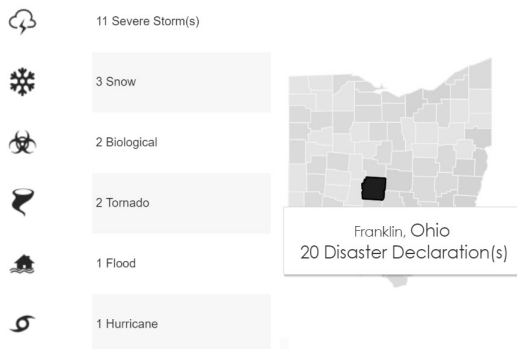 11 Severe Storm(s)
3 Snow
2 Biological
2 Tornado
1 Flood
1 Hurricane
Franklin, Ohio
20 Disaster Declaration(s)